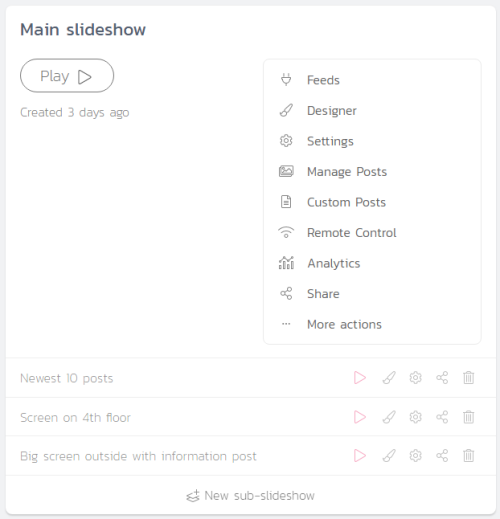 Main slideshow
Play
Created 3 days ago
Feeds
Designer
Settings
Manage Posts
Custom Posts
Remote Control
Analytics
Share
More actions
Newest 10 posts
Screen on 4th floor
Big screen outside with information post
New sub-slideshow